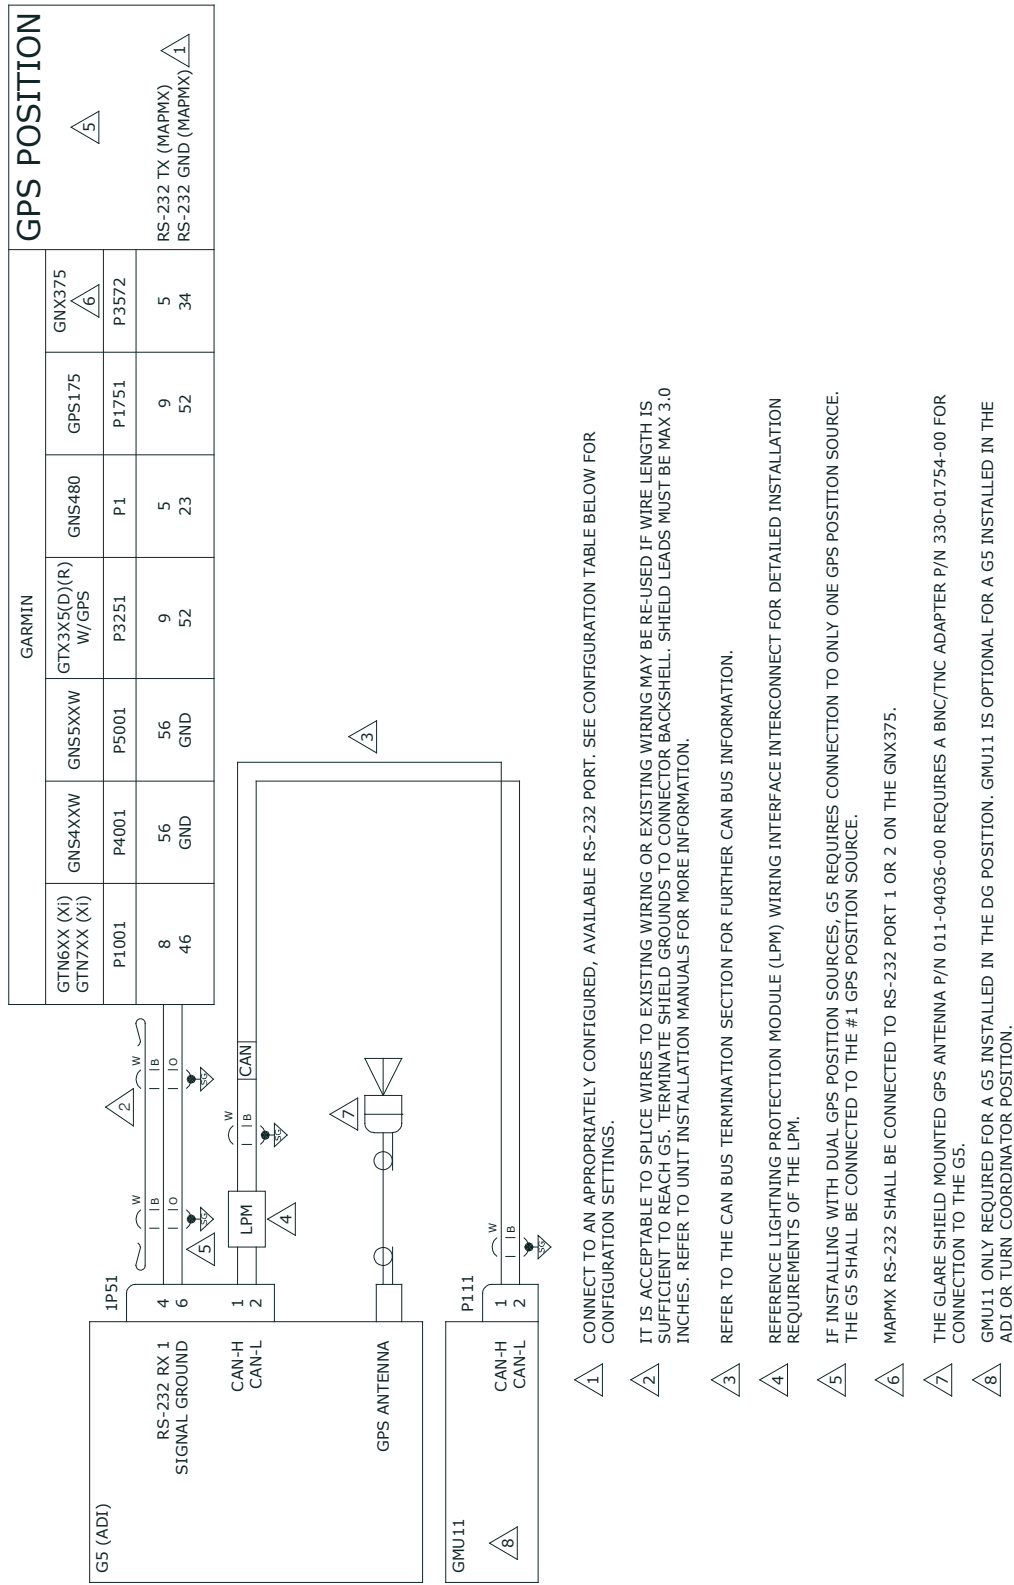 GARMIN
GPS POSITION
GTN6XX (Xi)
GTN7XX (Xi)
GNS4XXW
GNS5XXW
GTX3X5(D)(R)
W/GPS
GNS480
GPS175
GNX375
6
5
P1001
P4001
P5001
P3251
P1
P1751
P3572
8
56
56
9
5
9
5
RS-232 TX (MAPMX)
46
GND
GND
52
23
52
34
RS-232 GND (MAPMX)
1
G5 (ADI)
1P51
RS-232 RX 1
4
SIGNAL GROUND
6
CAN-H
1
CAN-L
2
GPS ANTENNA
W
B
O
SG
5
2
W
B
O
SG
LPM
4
W
B
SG
CAN
3
7
GMU11
8
P111
CAN-H
1
CAN-L
2
W
B
SG
1
CONNECT TO AN APPROPRIATELY CONFIGURED, AVAILABLE RS-232 PORT. SEE CONFIGURATION TABLE BELOW FOR
CONFIGURATION SETTINGS.
2
IT IS ACCEPTABLE TO SPLICE WIRES TO EXISTING WIRING OR EXISTING WIRING MAY BE RE-USED IF WIRE LENGTH IS
SUFFICIENT TO REACH G5. TERMINATE SHIELD GROUNDS TO CONNECTOR BACKSHELL. SHIELD LEADS MUST BE MAX 3.0
INCHES. REFER TO UNIT INSTALLATION MANUALS FOR MORE INFORMATION.
3
REFER TO THE CAN BUS TERMINATION SECTION FOR FURTHER CAN BUS INFORMATION.
4
REFERENCE LIGHTNING PROTECTION MODULE (LPM) WIRING INTERFACE INTERCONNECT FOR DETAILED INSTALLATION
REQUIREMENTS OF THE LPM.
5
IF INSTALLING WITH DUAL GPS POSITION SOURCES, G5 REQUIRES CONNECTION TO ONLY ONE GPS POSITION SOURCE.
THE G5 SHALL BE CONNECTED TO THE #1 GPS POSITION SOURCE.
6
MAPMX RS-232 SHALL BE CONNECTED TO RS-232 PORT 1 OR 2 ON THE GNX375.
7
THE GLARE SHIELD MOUNTED GPS ANTENNA P/N 011-04036-00 REQUIRES A BNC/TNC ADAPTER P/N 330-01754-00 FOR
CONNECTION TO THE G5.
8
GMU11 ONLY REQUIRED FOR A G5 INSTALLED IN THE DG POSITION. GMU11 IS OPTIONAL FOR A G5 INSTALLED IN THE
ADI OR TURN COORDINATOR POSITION.